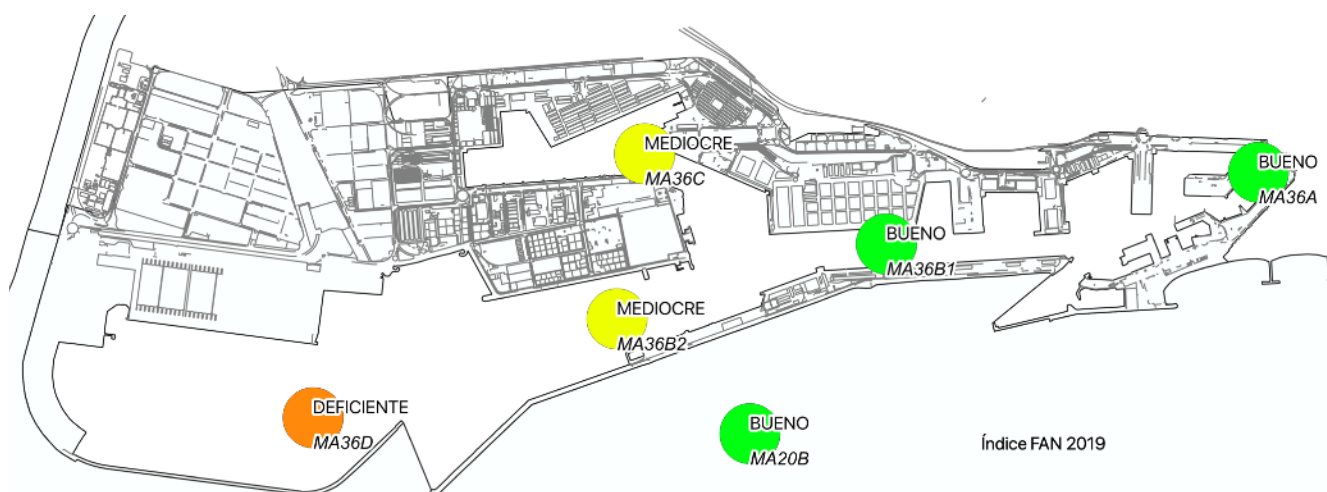 MEDIOCRE
MA36C
BUENO
MA36A
BUENO
MA36B1
MEDIOCRE
MA36B2
DEFICIENTE
MA36D
BUENO
MA20B
Índice FAN 2019